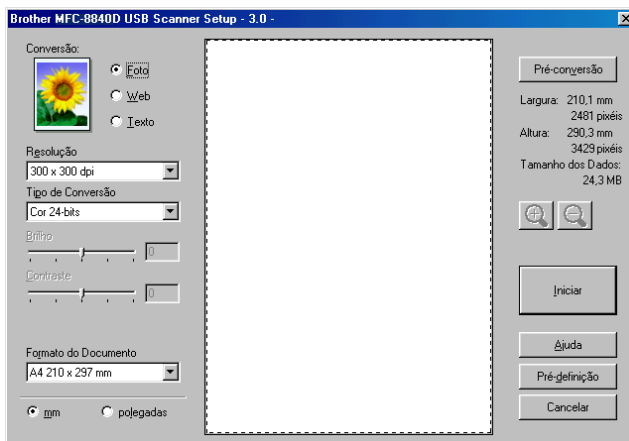 Brother MFC-8840D USB Scanner Setup - 3.0 -
Conversão:
Foto
Web
Texto
Resolução
300 x 300 dpi
Tipo de Conversão
Cor 24-bits
Brilho
0
Contraste
0
Formato do Documento
A4 210 x 297 mm
mm
polegadas
Pré-conversão
Largura: 210,1 mm
2481 pixéis
Altura: 290,3 mm
3429 pixéis
Tamanho dos Dados:
24,3 MB
Iniciar
Ajuda
Pré-definição
Cancelar